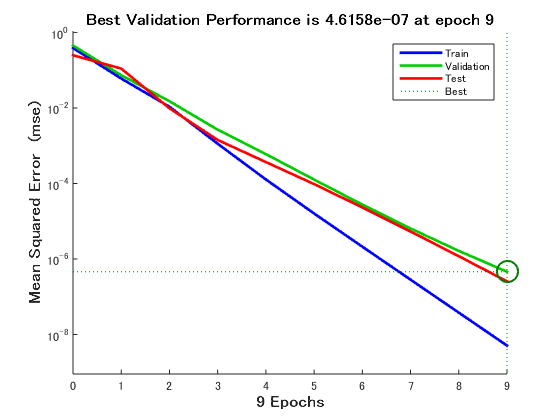 Best Validation Performance is 4.6158e-07 at epoch 9
Mean Squared Error (mse)
10^0
10^-2
10^-4
10^-6
10^-8
Train
Validation
Test
Best
0 1 2 3 4 5 6 7 8 9
9 Epochs